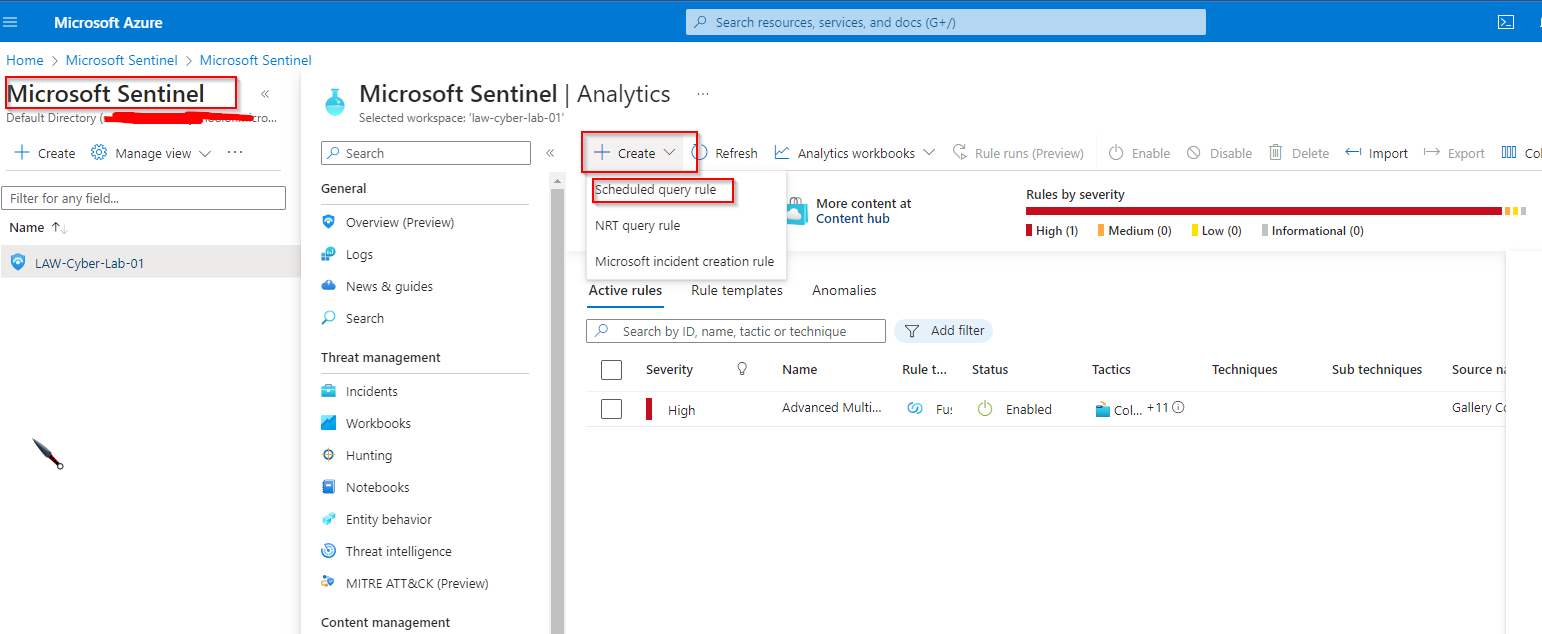 Microsoft Azure
Search resources, services, and docs (G+/)
Home > Microsoft Sentinel > Microsoft Sentinel
Microsoft Sentinel
Default Directory (
Create
Manage view
Filter for any field...
Name
LAW-Cyber-Lab-01
Microsoft Sentinel | Analytics
Selected workspace: 'law-cyber-lab-01'
Search
General
Overview (Preview)
Logs
News & guides
Search
Threat management
Incidents
Workbooks
Hunting
Notebooks
Entity behavior
Threat intelligence
MITRE ATT&CK (Preview)
Content management
Create
Refresh
Analytics workbooks
Rule runs (Preview)
Enable
Disable
Delete
Import
Export
Scheduled query rule
NRT query rule
Microsoft incident creation rule
More content at
Content hub
Rules by severity
High (1)
Medium (0)
Low (0)
Informational (0)
Active rules
Rule templates
Anomalies
Search by ID, name, tactic or technique
Add filter
Severity
Name
Rule t...
Status
Tactics
Techniques
Sub techniques
Source
High
Advanced Multi...
Enabled
Col... +11
Gallery